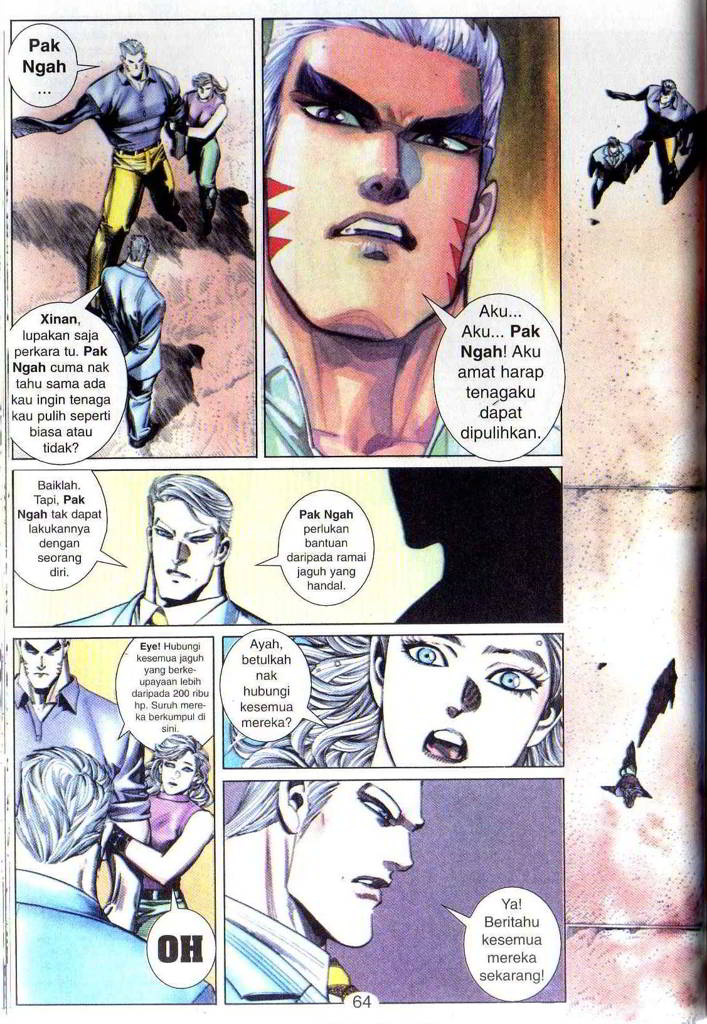 Pak
Ngah
...
Xinan,
lupakan saja
perkara tu. Pak
Ngah cuma nak
tahu sama ada
kau ingin tenaga
kau pulih seperti
biasa atau
tidak?
Aku...
Aku... Pak
Ngah! Aku
amat harap
tenagaku
dapat
dipulihkan.
Baiklah.
Tapi, Pak
Ngah tak dapat
lakukannya
dengan
seorang
diri.
Pak Ngah
perlukan
bantuan
daripada ramai
jaguh yang
handal.
Eye! Hubungi
kesemua jaguh
yang berke-
upayaan lebih
daripada 200 ribu
hp. Suruh mere-
ka berkumpul di
sini.
OH
Ayah,
betulkah
nak
hubungi
kesemua
mereka?
Ya!
Beritahu
kesemua
mereka
sekarang!
64